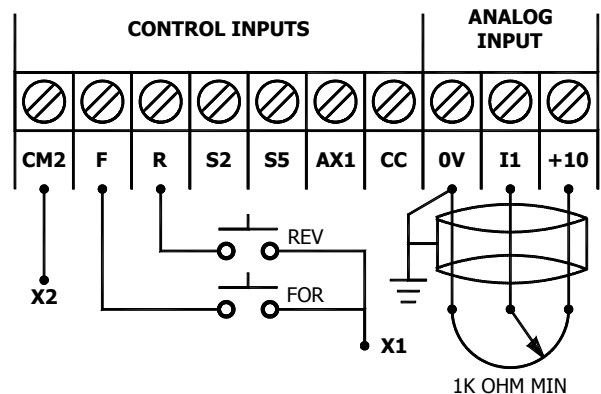 CONTROL INPUTS
ANALOG
INPUT
CM2 F R S2 S5 AX1 CC 0V I1 +10
REV
FOR
X2
X1
1K OHM MIN